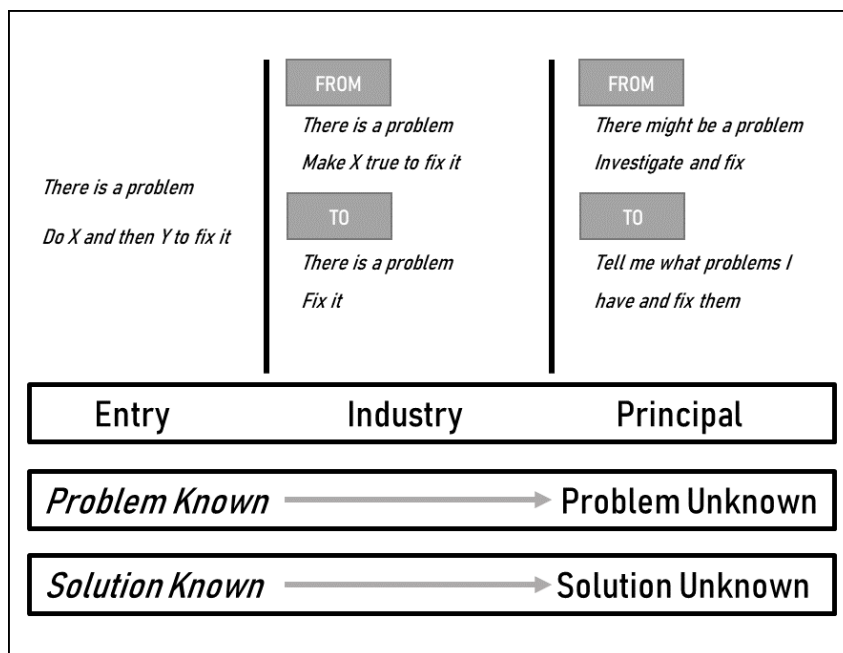 There is a problem
Do X and then Y to fix it
FROM
There is a problem
Make X true to fix it
TO
There is a problem
Fix it
FROM
There might be a problem
Investigate and fix
TO
Tell me what problems I
have and fix them
Entry Industry Principal
Problem Known Problem Unknown
Solution Known Solution Unknown